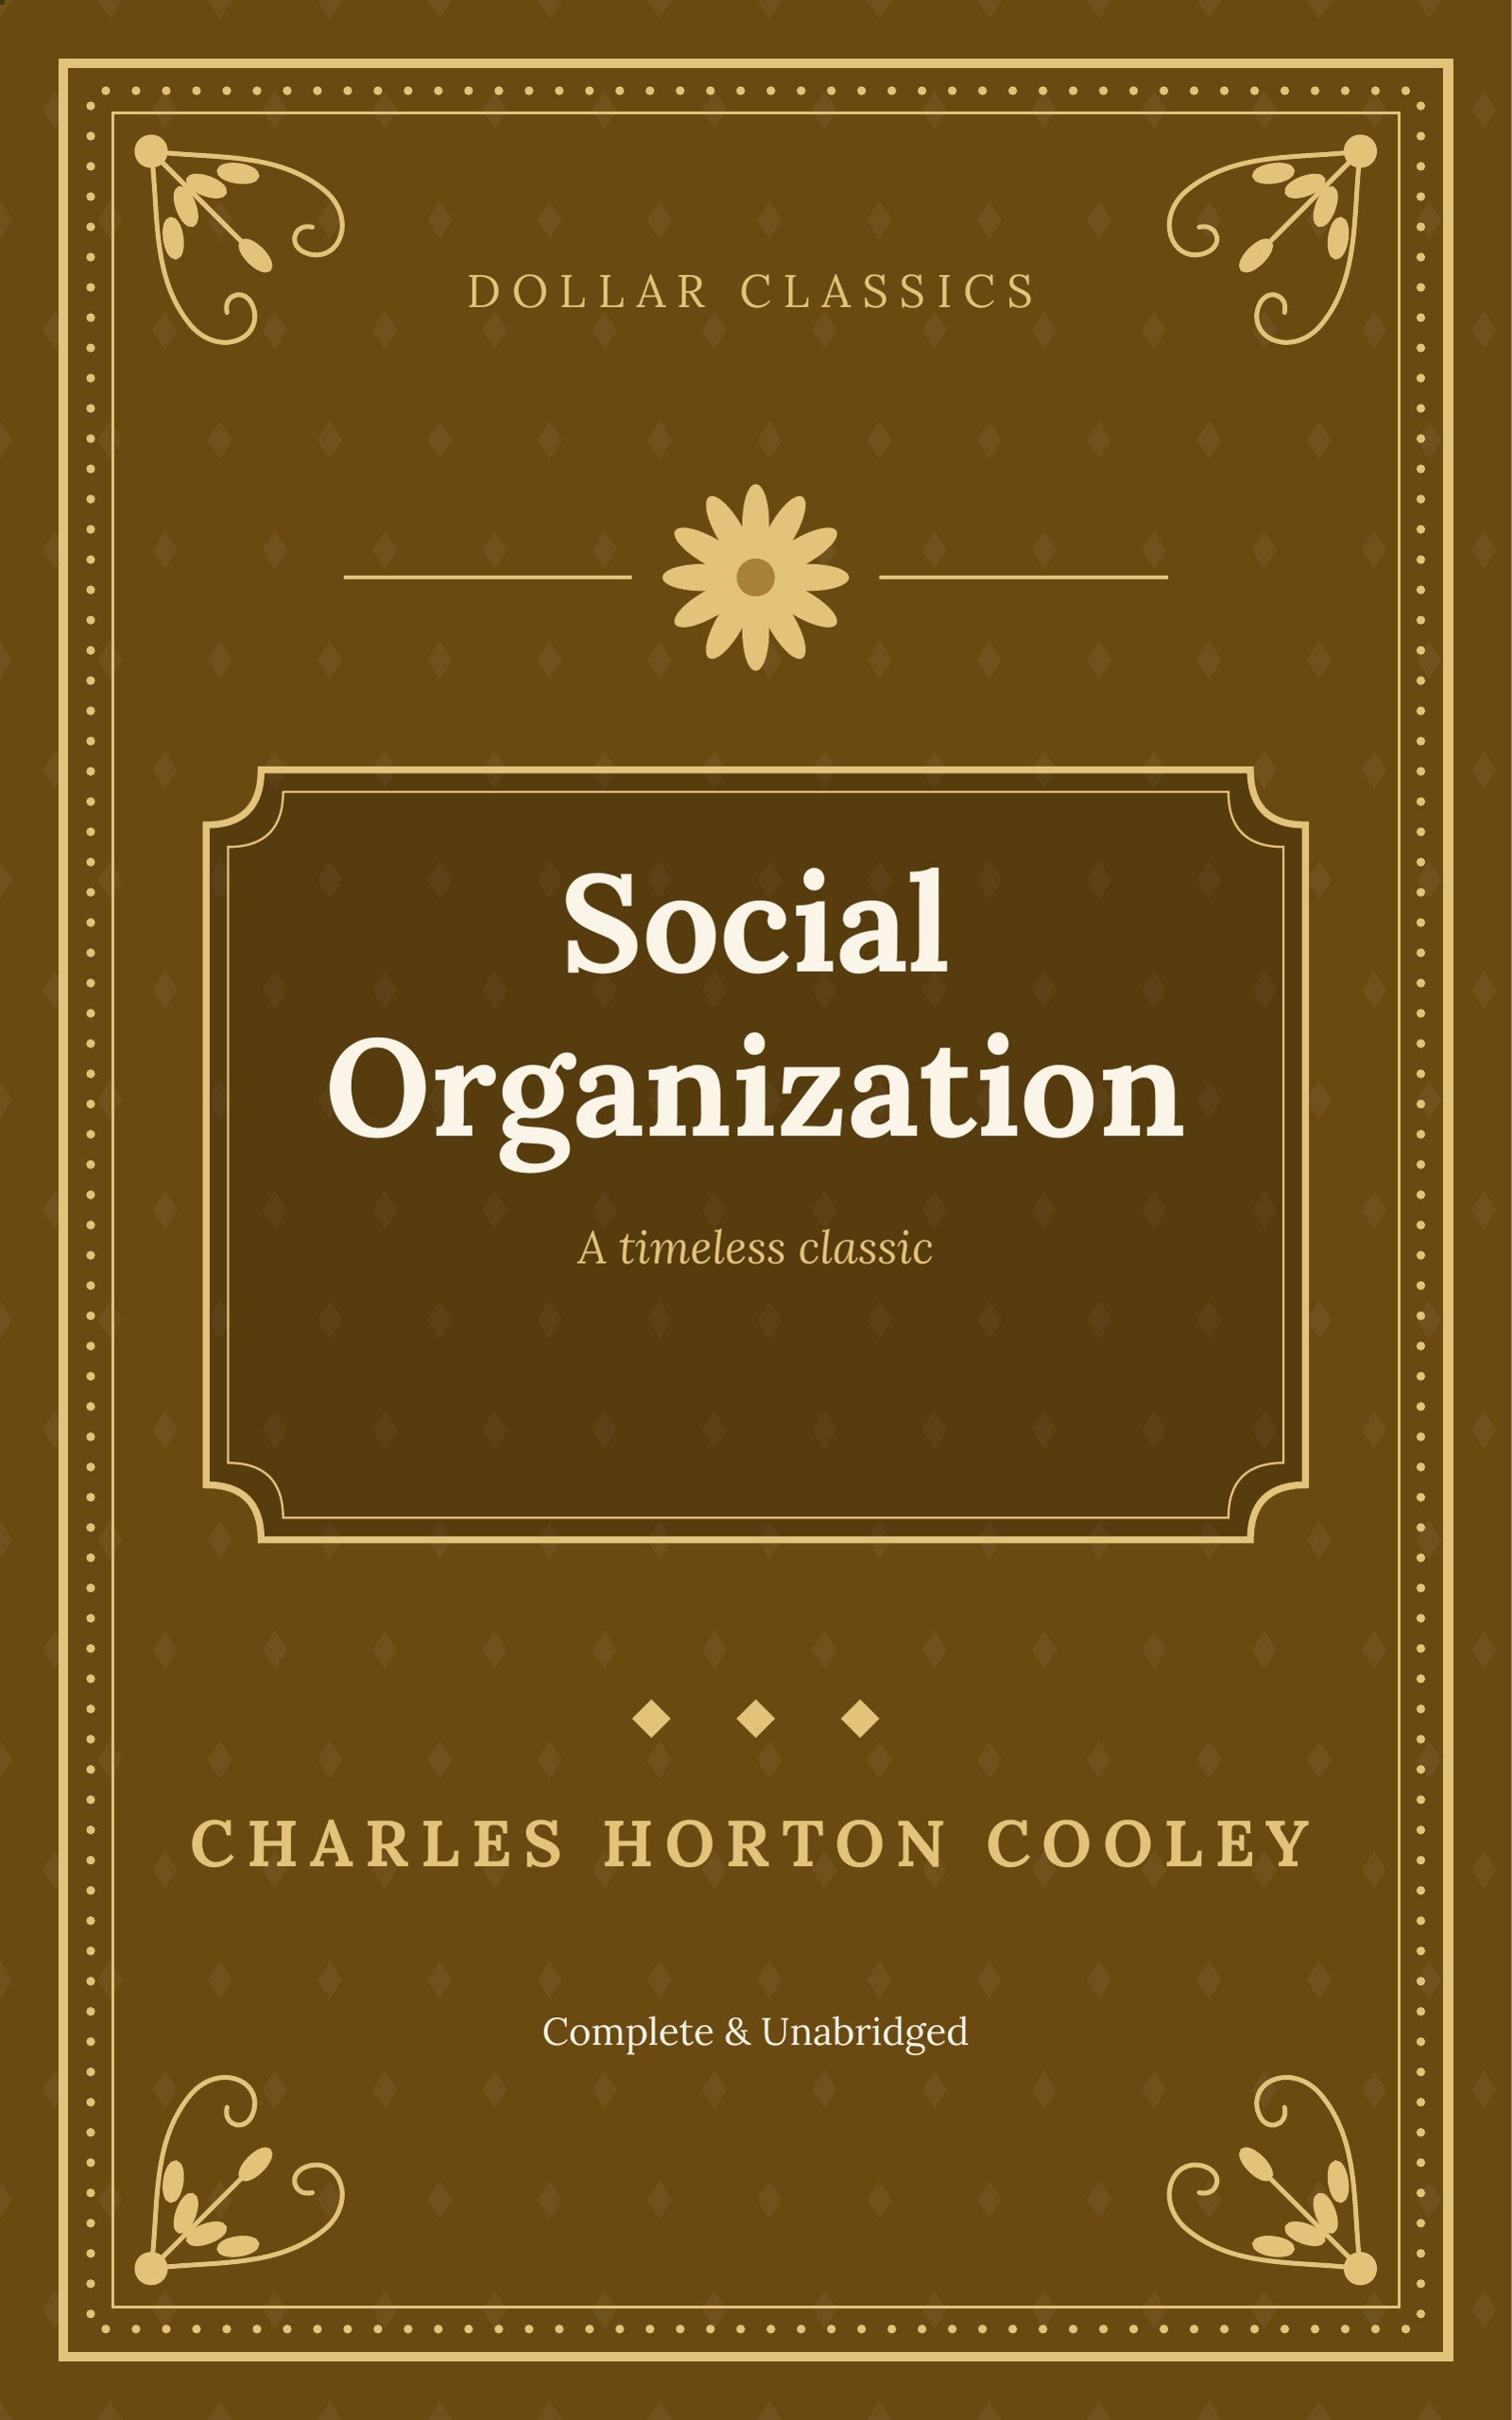 DOLLAR CLASSICS
Social
Organization
A timeless classic
CHARLES HORTON COOLEY
Complete & Unabridged